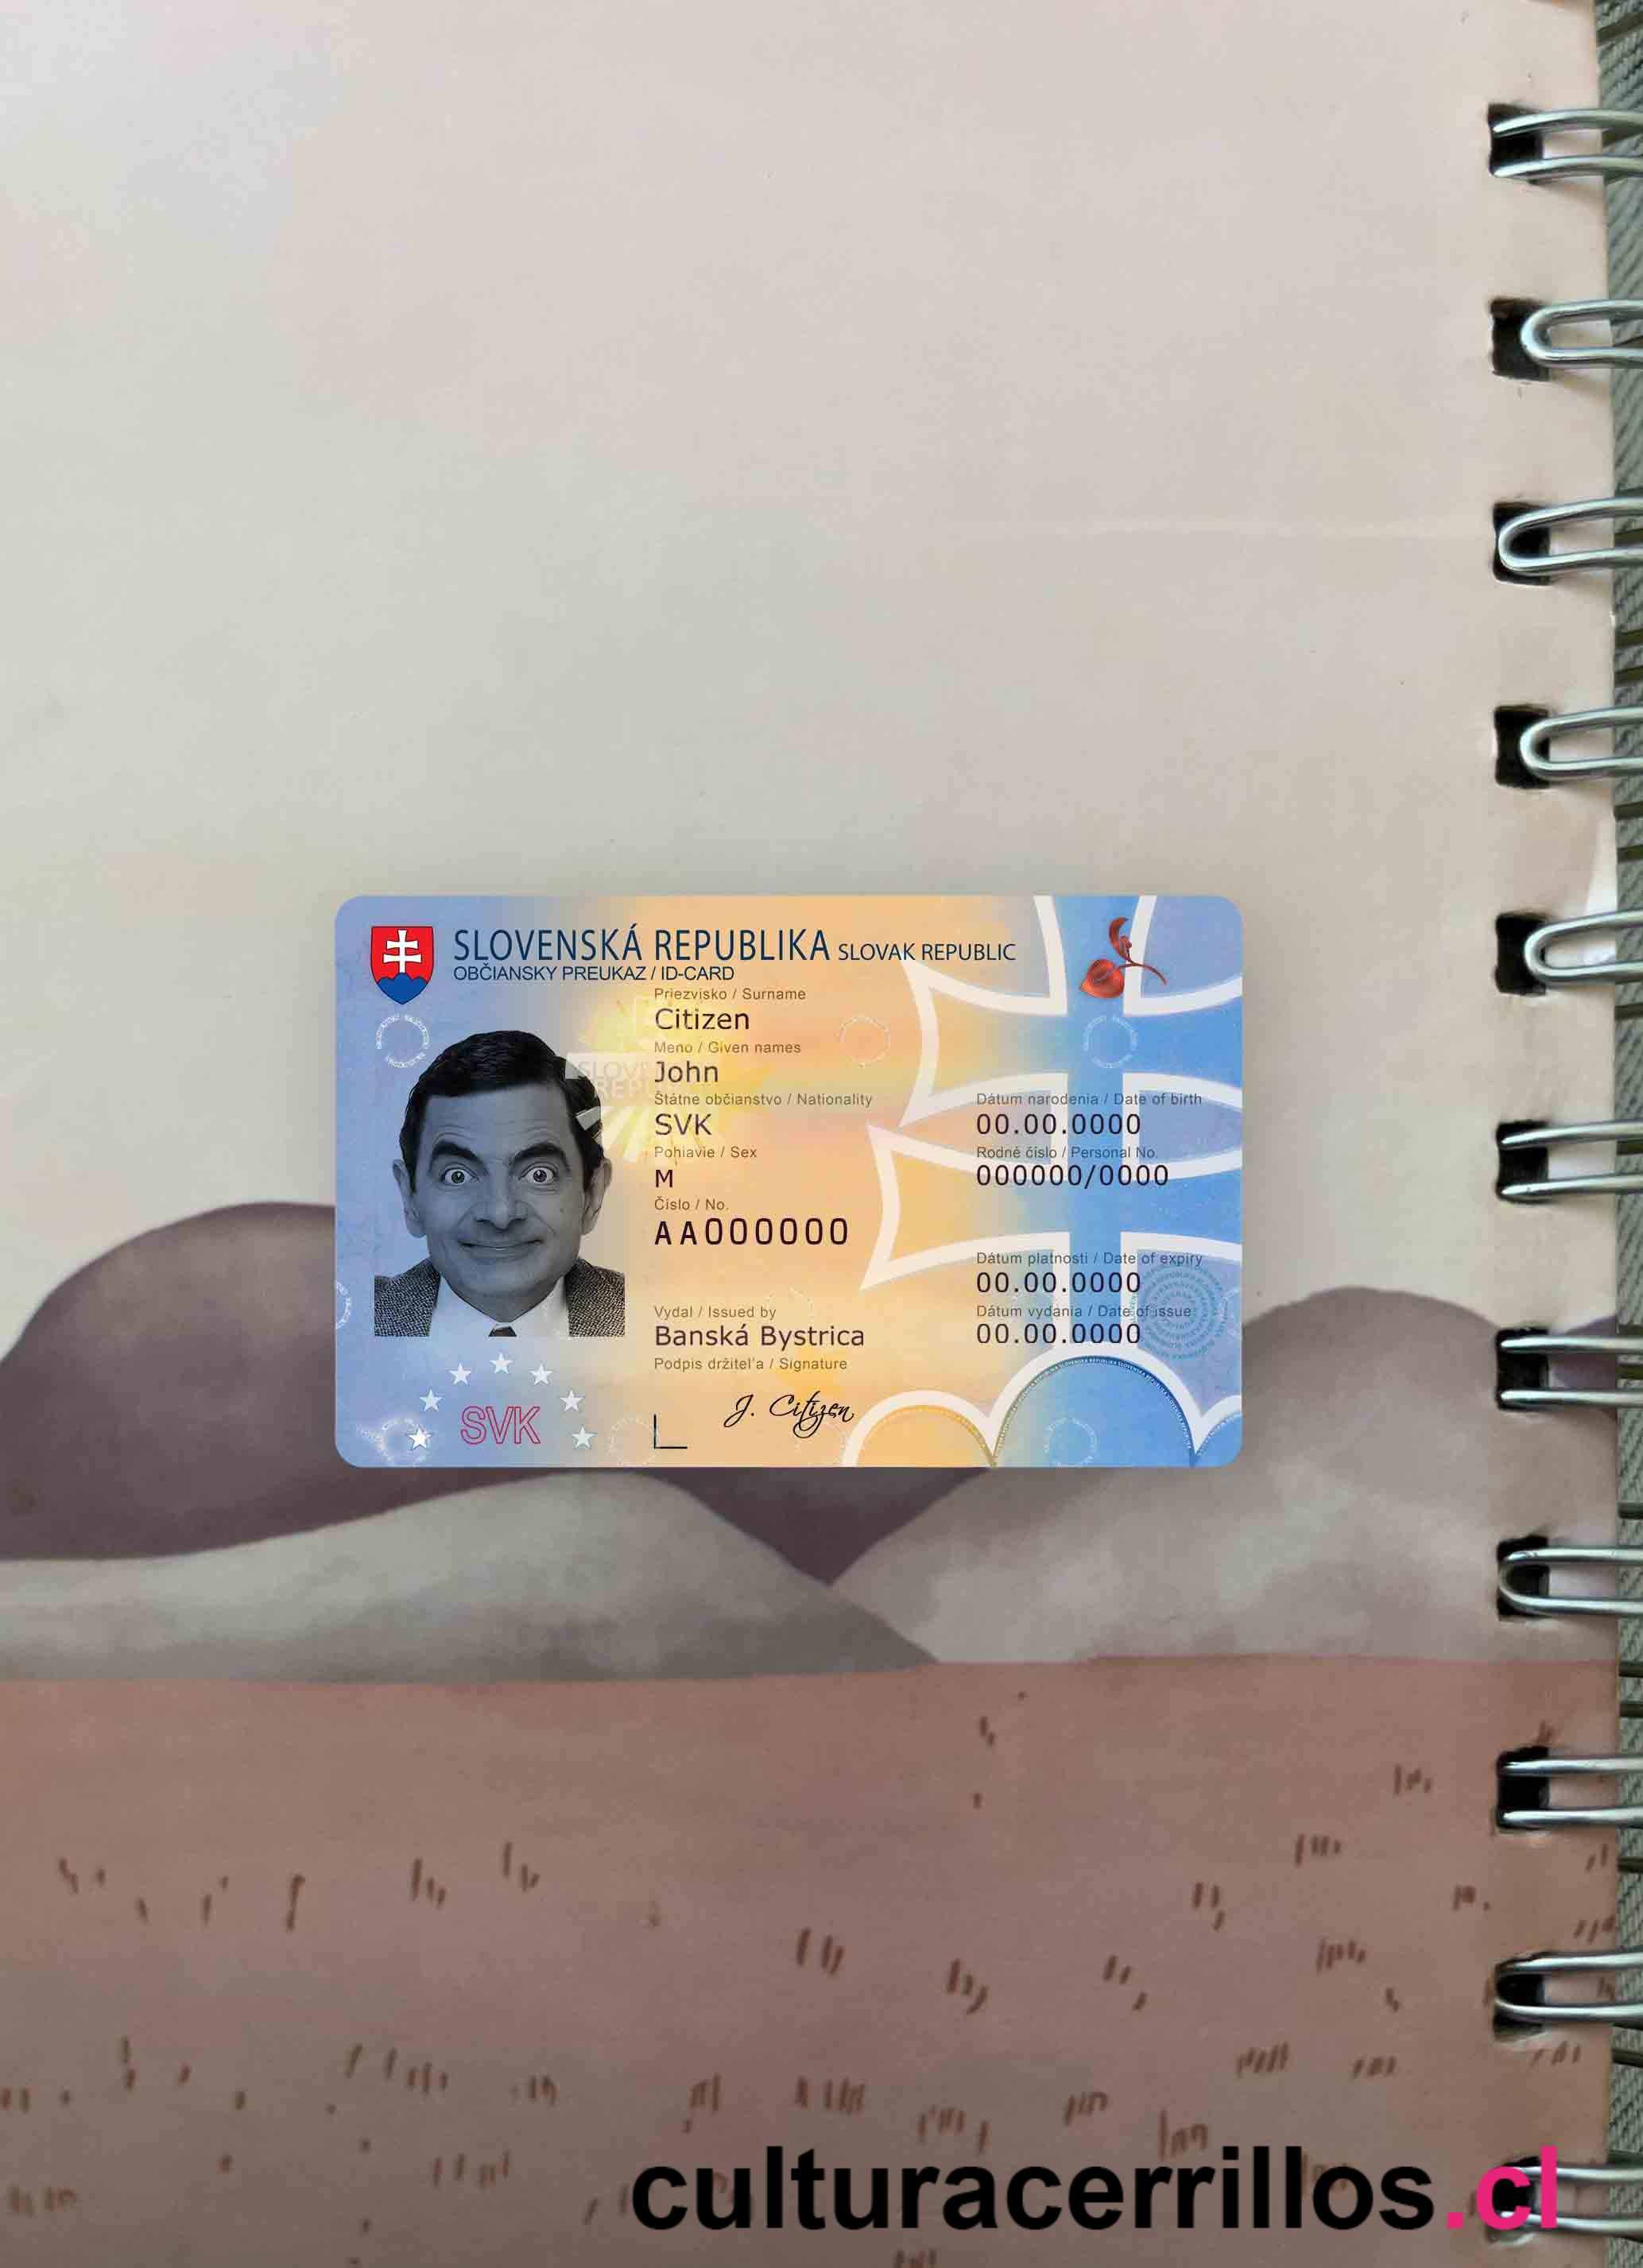 SLOVENSKÁ REPUBLIKA SLOVAK REPUBLIC
OBČIANSKY PREUKAZ / ID-CARD
Priezvisko / Surname
Citizen
Meno / Given names
John
Štátne občianstvo / Nationality
SVK
Pohlavie / Sex
M
Číslo / No.
AA000000
Dátum narodenia / Date of birth
00.00.0000
Rodné číslo / Personal No.
000000/0000
Dátum platnosti / Date of expiry
00.00.0000
Vydal / Issued by
Banská Bystrica
Dátum vydania / Date of issue
00.00.0000
Podpis držitel'a / Signature
J. Citizen
SVK
culturacerrillos.cl